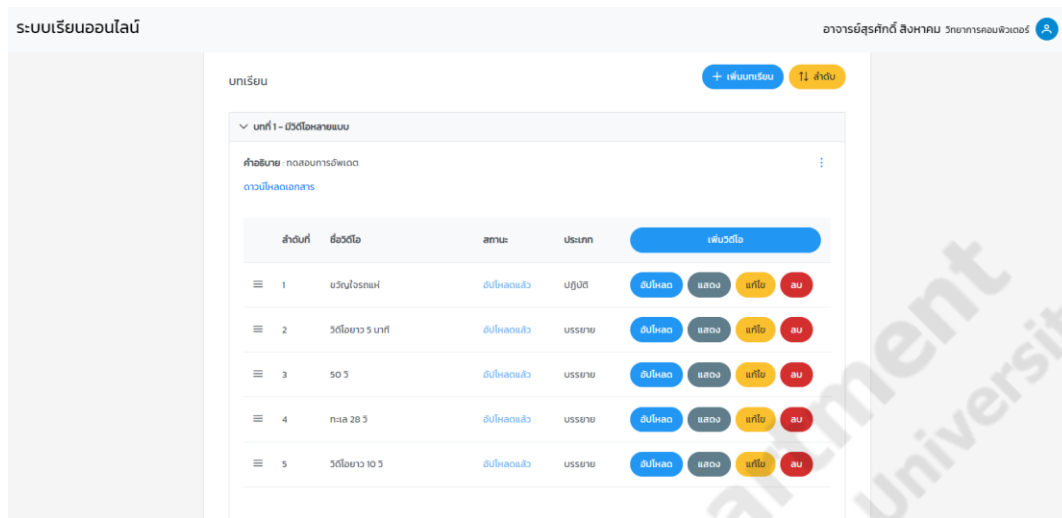 ระบบเรียนออนไลน์
อาจารย์สุรศักดิ์ สิงหาคม วิทยาการคอมพิวเตอร์
บทเรียน
+ เพิ่มบทเรียน
ลำดับ
บทที่ 1 - มีวิดีโอหลายแบบ
คำอธิบาย : ทดสอบการอัพเดต
ดาวน์โหลดเอกสาร
ลำดับที่ ชื่อวิดีโอ สถานะ ประเภท เพิ่มวิดีโอ
1 ขวัญใจรถแห่ อัปโหลดแล้ว ปฏิบัติ อัปโหลด แสดง แก้ไข ลบ
2 วิดีโอยาว 5 นาที อัปโหลดแล้ว บรรยาย อัปโหลด แสดง แก้ไข ลบ
3 50 วิ อัปโหลดแล้ว บรรยาย อัปโหลด แสดง แก้ไข ลบ
4 ทะเล 28 วิ อัปโหลดแล้ว บรรยาย อัปโหลด แสดง แก้ไข ลบ
5 วิดีโอยาว 10 วิ อัปโหลดแล้ว บรรยาย อัปโหลด แสดง แก้ไข ลบ